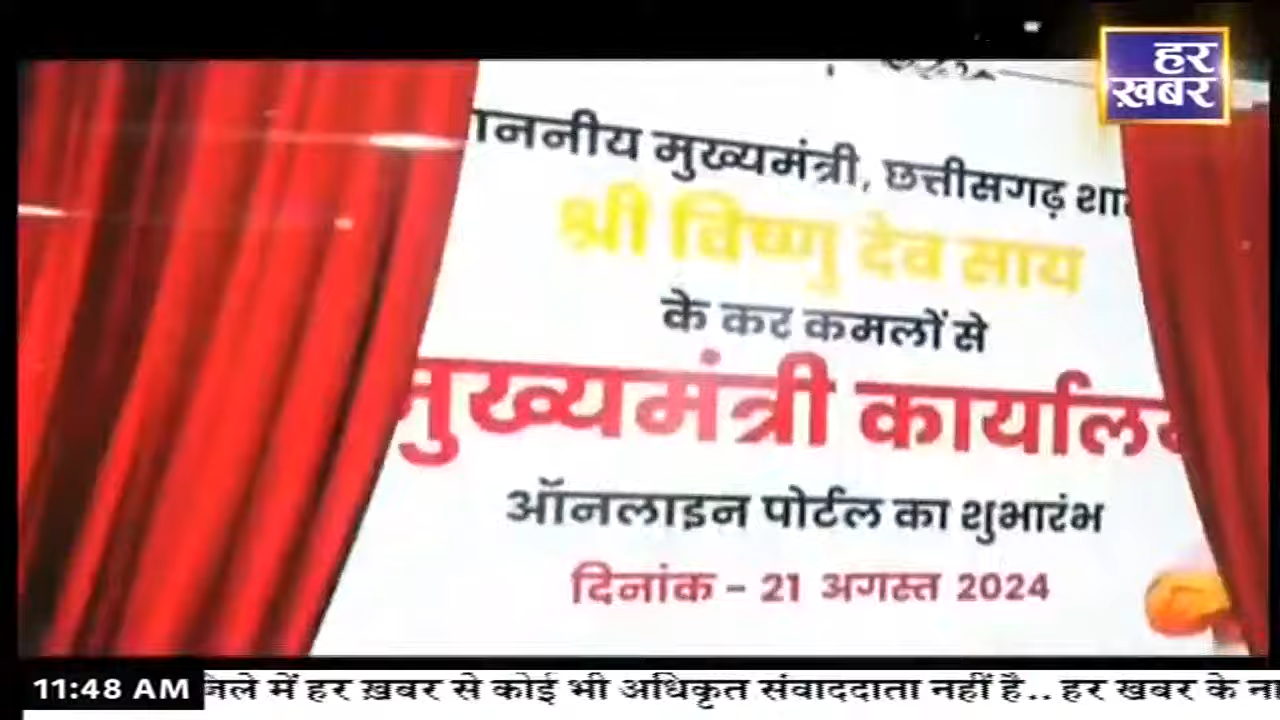 हर
ख़बर
ाननीय मुख्यमंत्री, छत्तीसगढ़ शा
श्री विष्णु देव साय
के कर कमलों से
मुख्यमंत्री कार्यालय
ऑनलाइन पोर्टल का शुभारंभ
दिनांक - 21 अगस्त 2024
11:48 AM जिले में हर ख़बर से कोई भी अधिकृत संवाददाता नहीं है.. हर खबर के ना